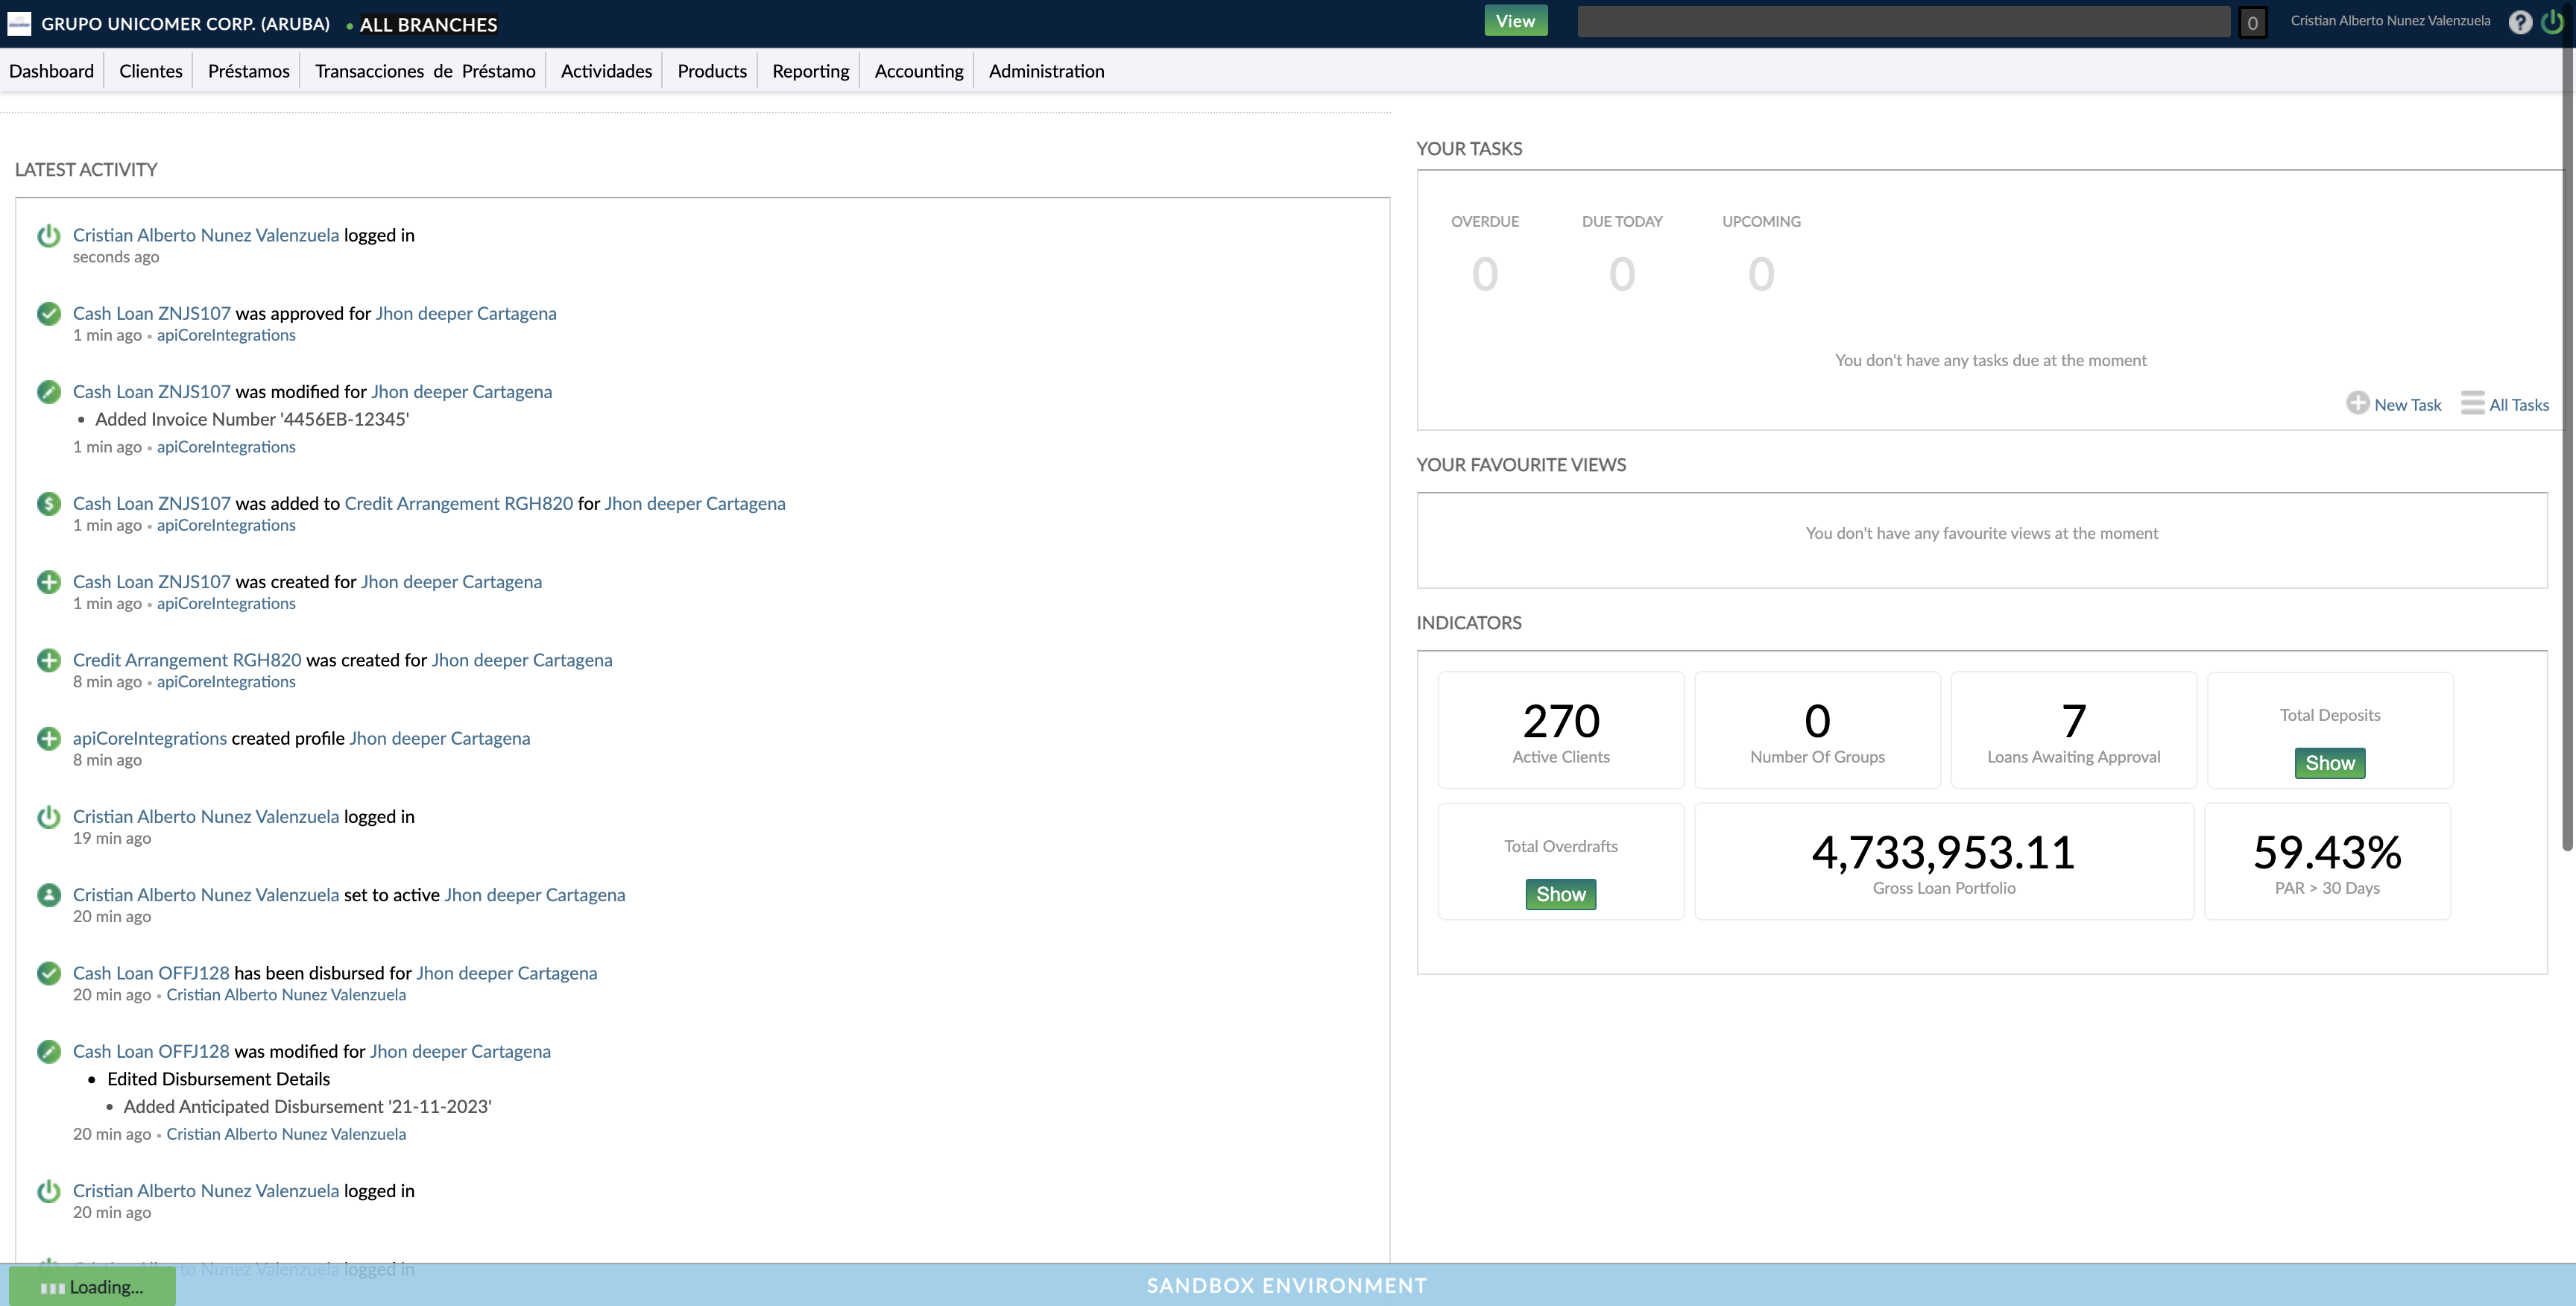 GRUPO UNICOMER CORP. (ARUBA) • ALL BRANCHES
View
0
Cristian Alberto Nunez Valenzuela
?
Dashboard
Clientes
Préstamos
Transacciones de Préstamo
Actividades
Products
Reporting
Accounting
Administration
LATEST ACTIVITY
Cristian Alberto Nunez Valenzuela logged in
seconds ago
Cash Loan ZNJS107 was approved for Jhon deeper Cartagena
1 min ago • apiCoreIntegrations
Cash Loan ZNJS107 was modified for Jhon deeper Cartagena
• Added Invoice Number '4456EB-12345'
1 min ago • apiCoreIntegrations
Cash Loan ZNJS107 was added to Credit Arrangement RGH820 for Jhon deeper Cartagena
1 min ago • apiCoreIntegrations
Cash Loan ZNJS107 was created for Jhon deeper Cartagena
1 min ago • apiCoreIntegrations
Credit Arrangement RGH820 was created for Jhon deeper Cartagena
8 min ago • apiCoreIntegrations
apiCoreIntegrations created profile Jhon deeper Cartagena
8 min ago
Cristian Alberto Nunez Valenzuela logged in
19 min ago
Cristian Alberto Nunez Valenzuela set to active Jhon deeper Cartagena
20 min ago
Cash Loan OFFJ128 has been disbursed for Jhon deeper Cartagena
20 min ago • Cristian Alberto Nunez Valenzuela
Cash Loan OFFJ128 was modified for Jhon deeper Cartagena
• Edited Disbursement Details
• Added Anticipated Disbursement '21-11-2023'
20 min ago • Cristian Alberto Nunez Valenzuela
Cristian Alberto Nunez Valenzuela logged in
20 min ago
Cristian Alberto Nunez Valenzuela logged in
YOUR TASKS
OVERDUE
DUE TODAY
UPCOMING
0
0
0
You don't have any tasks due at the moment
New Task
All Tasks
YOUR FAVOURITE VIEWS
You don't have any favourite views at the moment
INDICATORS
270
Active Clients
0
Number Of Groups
7
Loans Awaiting Approval
Total Deposits
Show
Total Overdrafts
Show
4,733,953.11
Gross Loan Portfolio
59.43%
PAR > 30 Days
Loading...
SANDBOX ENVIRONMENT